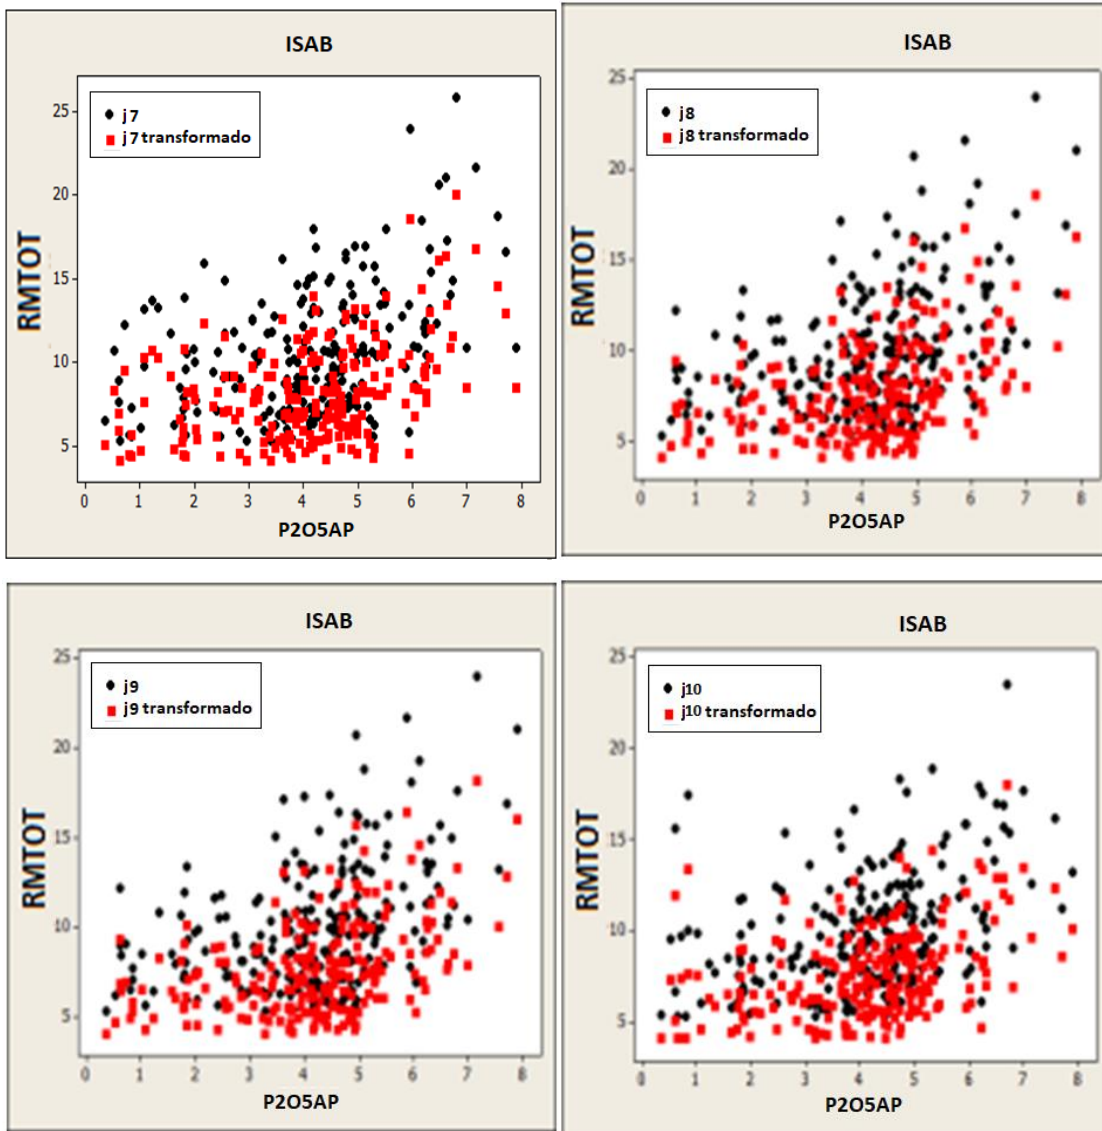 ISAB
j7
j7 transformado
RMTOT
25
20
15
10
5
0 1 2 3 4 5 6 7 8
P2O5AP
ISAB
j8
j8 transformado
RMTOT
25
20
15
10
5
0 1 2 3 4 5 6 7 8
P2O5AP
ISAB
j9
j9 transformado
RMTOT
25
20
15
10
5
0 1 2 3 4 5 6 7 8
P2O5AP
ISAB
j10
j10 transformado
RMTOT
25
20
15
10
5
0 1 2 3 4 5 6 7 8
P2O5AP